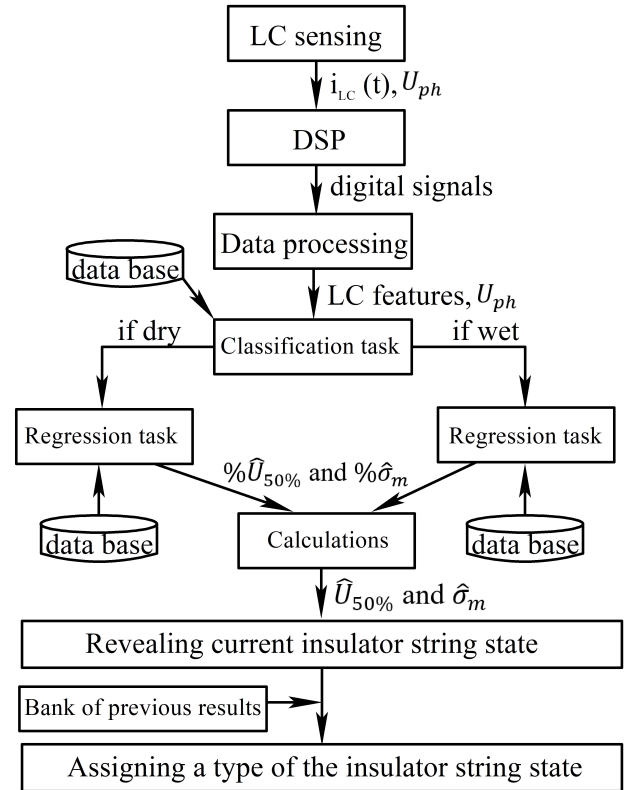 LC sensing
i_LC (t), U_ph
DSP
digital signals
Data processing
data base
LC features, U_ph
if dry
Classification task
if wet
Regression task
Regression task
%Û_50% and %σ̂_m
data base
Calculations
data base
Û_50% and σ̂_m
Revealing current insulator string state
Bank of previous results
Assigning a type of the insulator string state